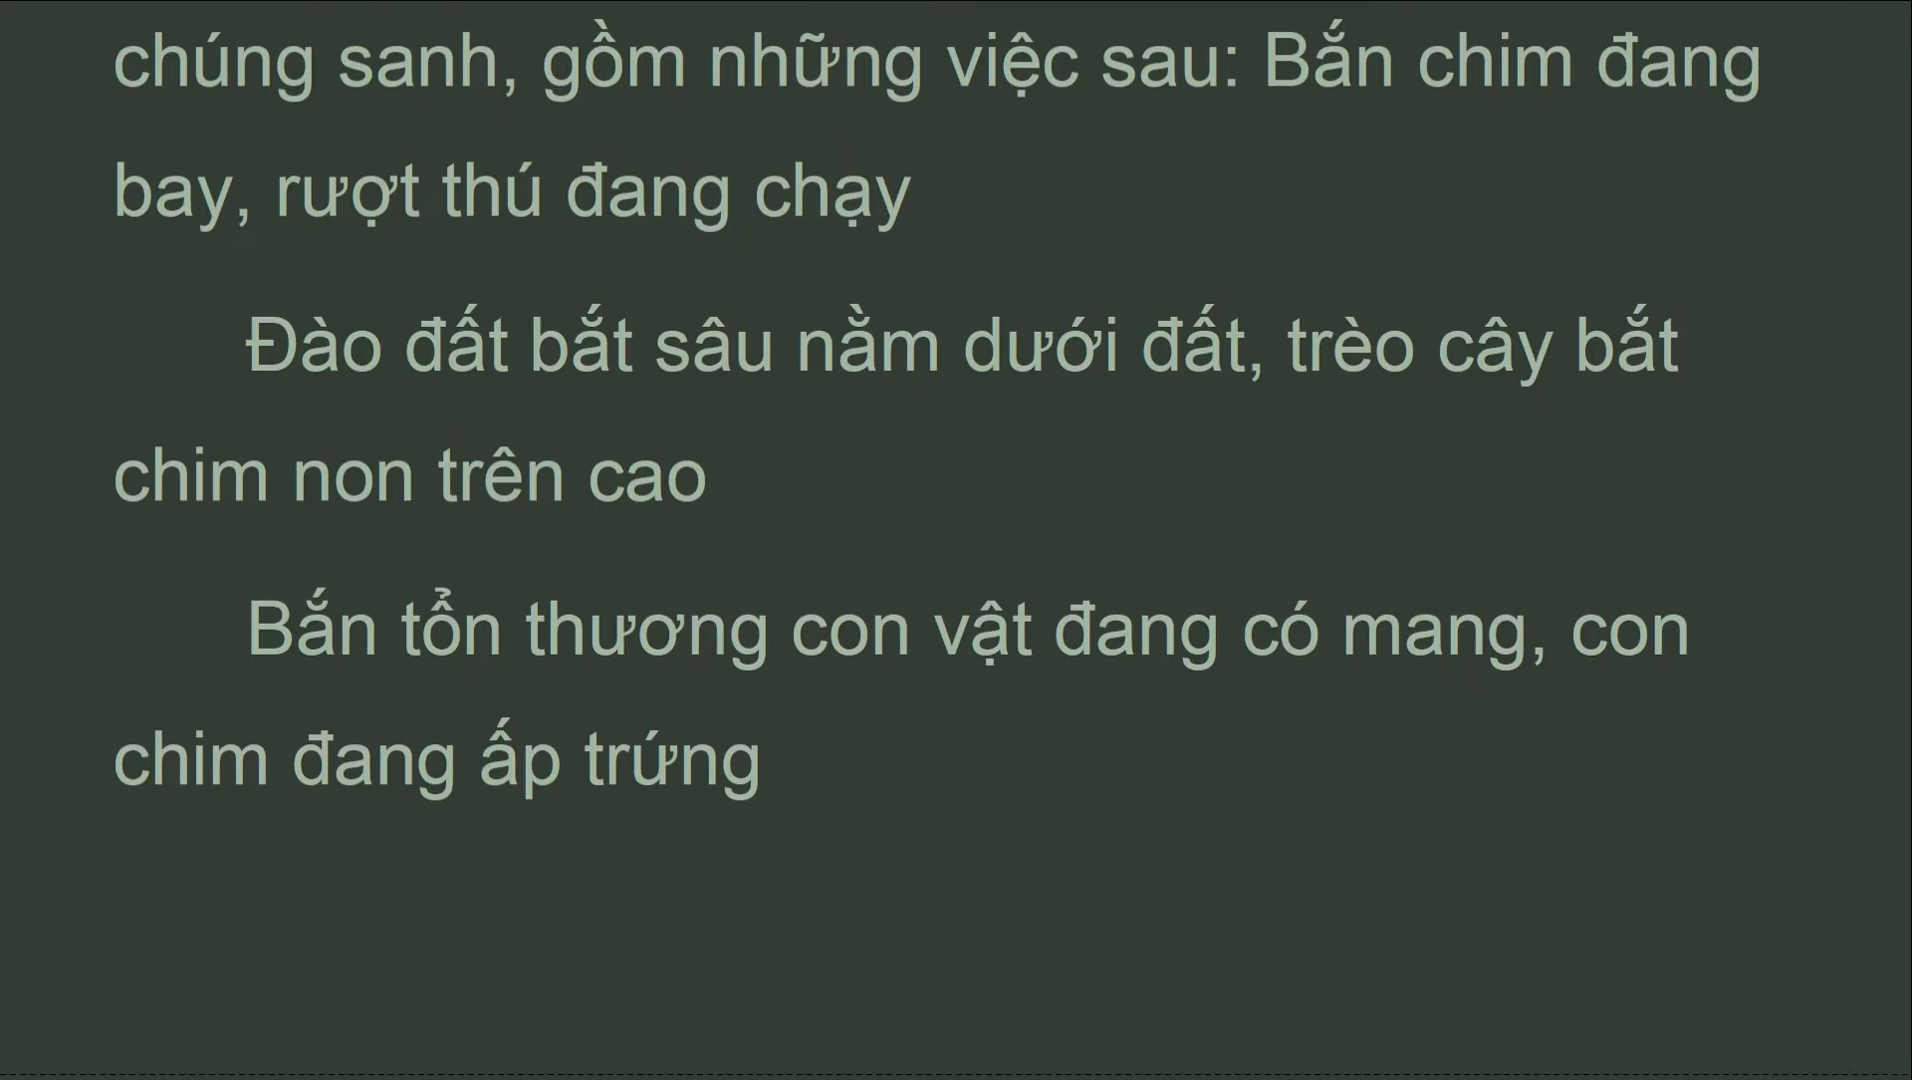 chúng sanh, gồm những việc sau: Bắn chim đang
bay, rượt thú đang chạy
Đào đất bắt sâu nằm dưới đất, trèo cây bắt
chim non trên cao
Bắn tổn thương con vật đang có mang, con
chim đang ấp trứng